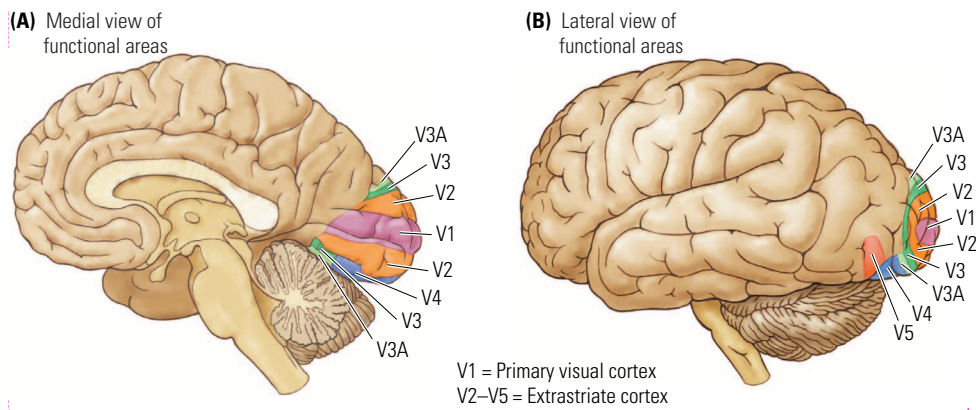 (A) Medial view of
functional areas
(B) Lateral view of
functional areas
V3A
V3
V2
V1
V2
V4
V3
V3A
V3A
V3
V2
V1
V2
V3
V3A
V4
V5
V1 = Primary visual cortex
V2–V5 = Extrastriate cortex